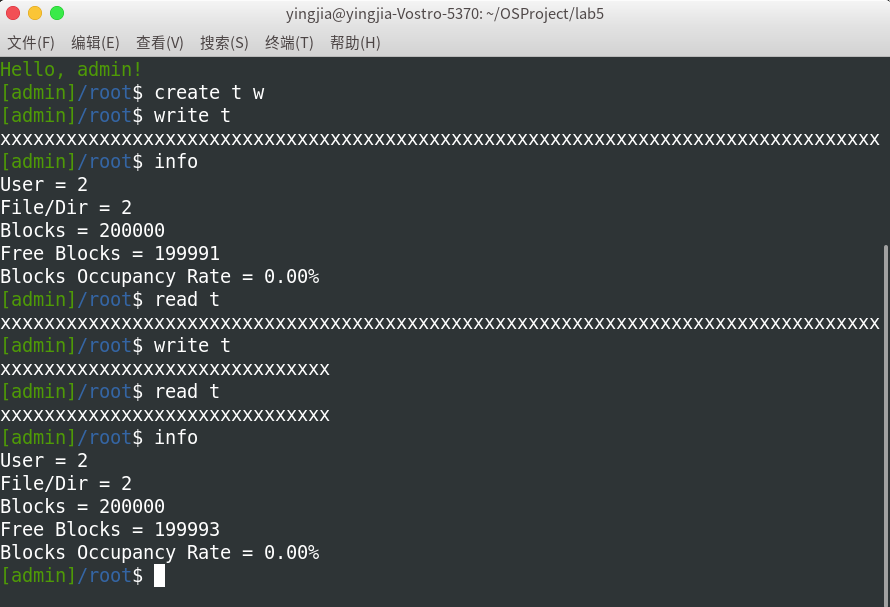 yingjia@yingjia-Vostro-5370: ~/OSProject/lab5
文件(F) 编辑(E) 查看(V) 搜索(S) 终端(T) 帮助(H)
Hello, admin!
[admin]/root$ create t w
[admin]/root$ write t
xxxxxxxxxxxxxxxxxxxxxxxxxxxxxxxxxxxxxxxxxxxxxxxxxxxxxxxxxxxxxxxxxxxxxxxxxxxxxxxx
[admin]/root$ info
User = 2
File/Dir = 2
Blocks = 200000
Free Blocks = 199991
Blocks Occupancy Rate = 0.00%
[admin]/root$ read t
xxxxxxxxxxxxxxxxxxxxxxxxxxxxxxxxxxxxxxxxxxxxxxxxxxxxxxxxxxxxxxxxxxxxxxxxxxxxxxxx
[admin]/root$ write t
xxxxxxxxxxxxxxxxxxxxxxxxxxxxxx
[admin]/root$ read t
xxxxxxxxxxxxxxxxxxxxxxxxxxxxxx
[admin]/root$ info
User = 2
File/Dir = 2
Blocks = 200000
Free Blocks = 199993
Blocks Occupancy Rate = 0.00%
[admin]/root$